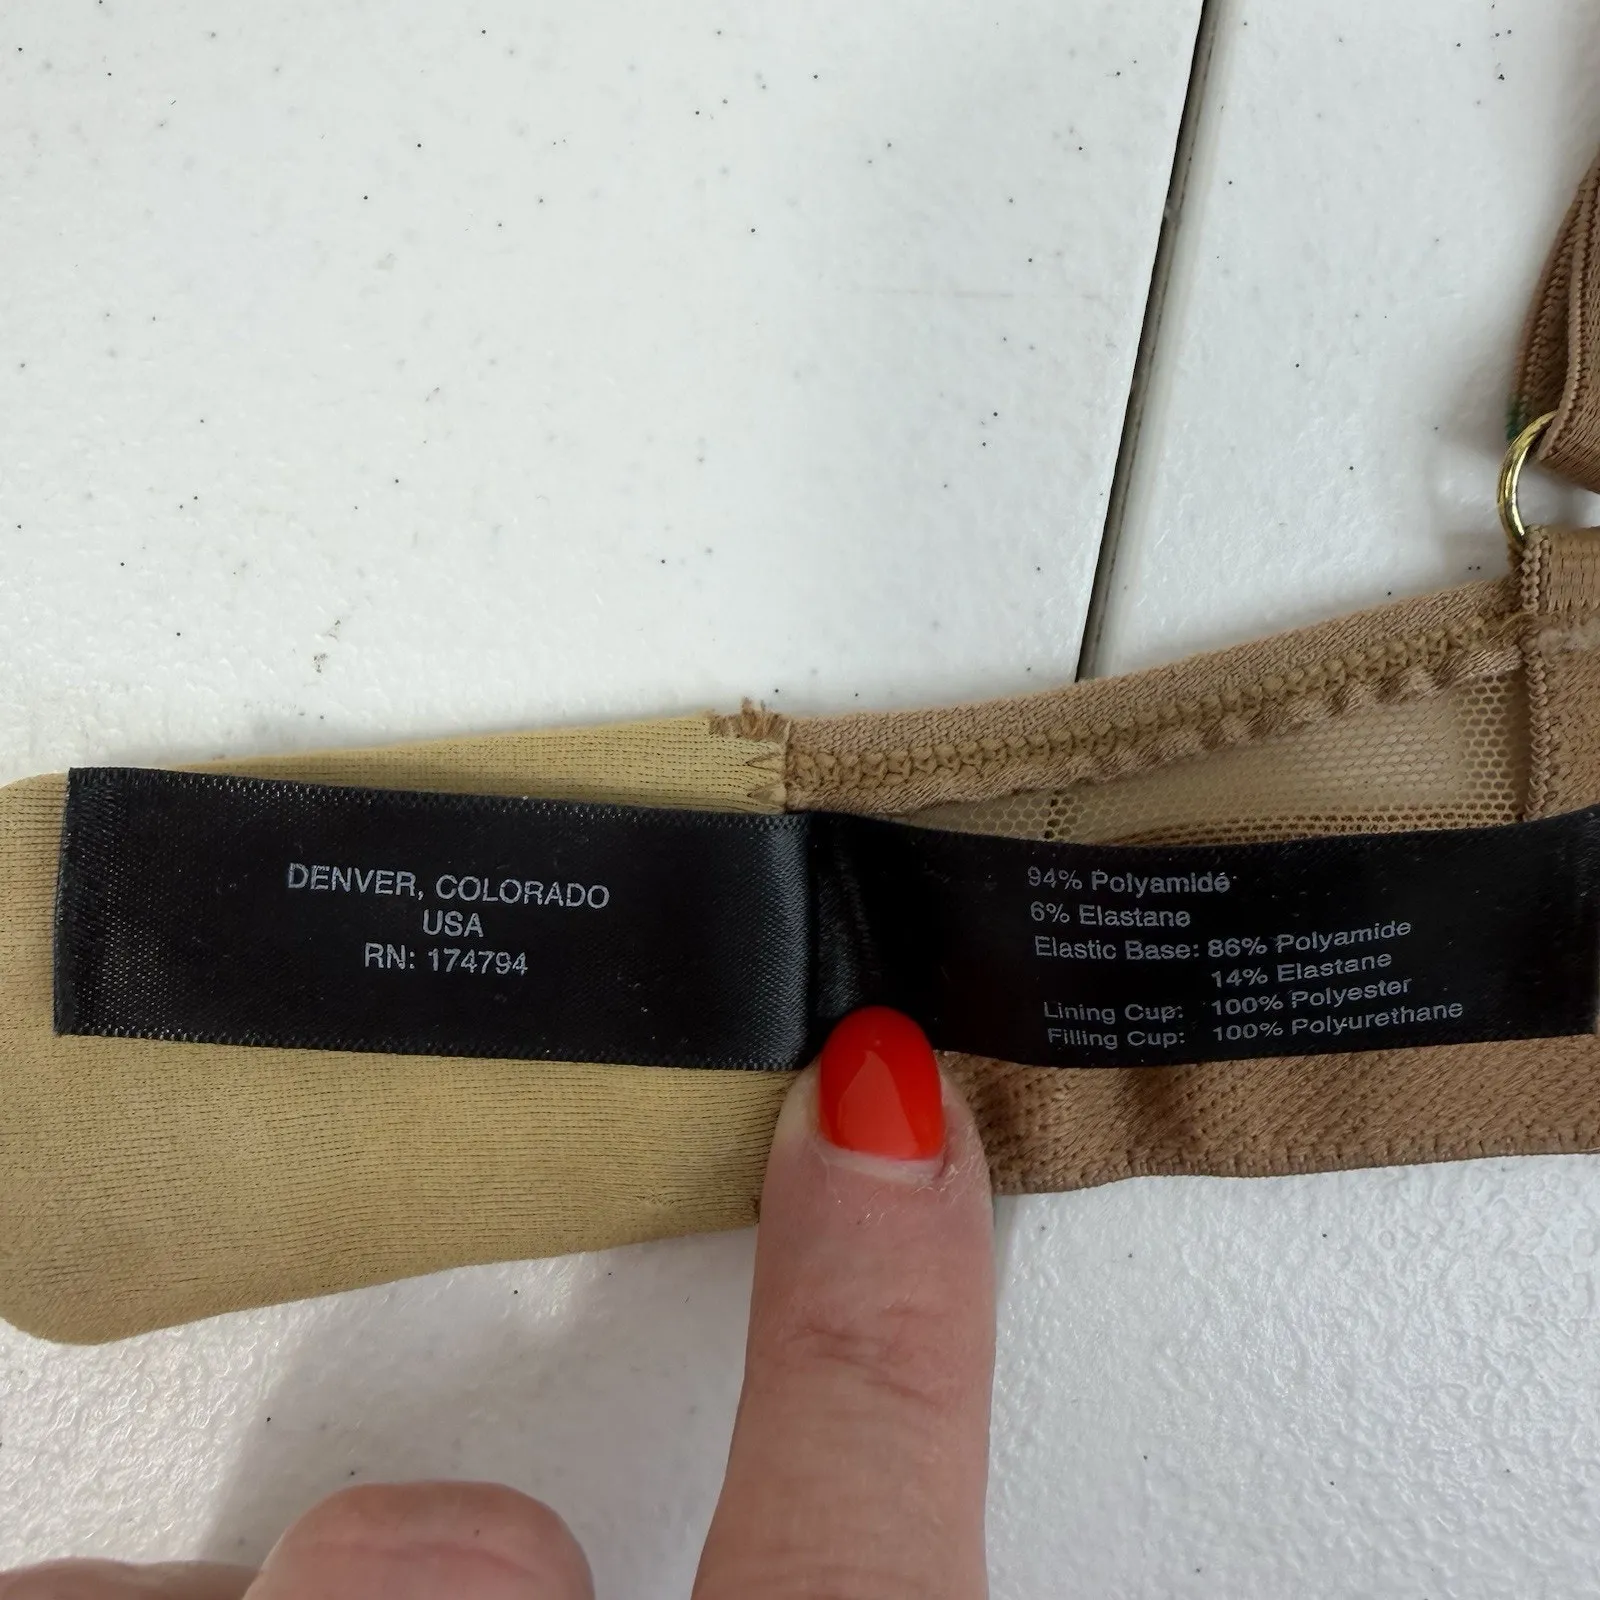 DENVER, COLORADO
USA
RN: 174794
94% Polyamide
6% Elastane
Elastic Base: 86% Polyamide
14% Elastane
Lining Cup: 100% Polyester
Filling Cup: 100% Polyurethane